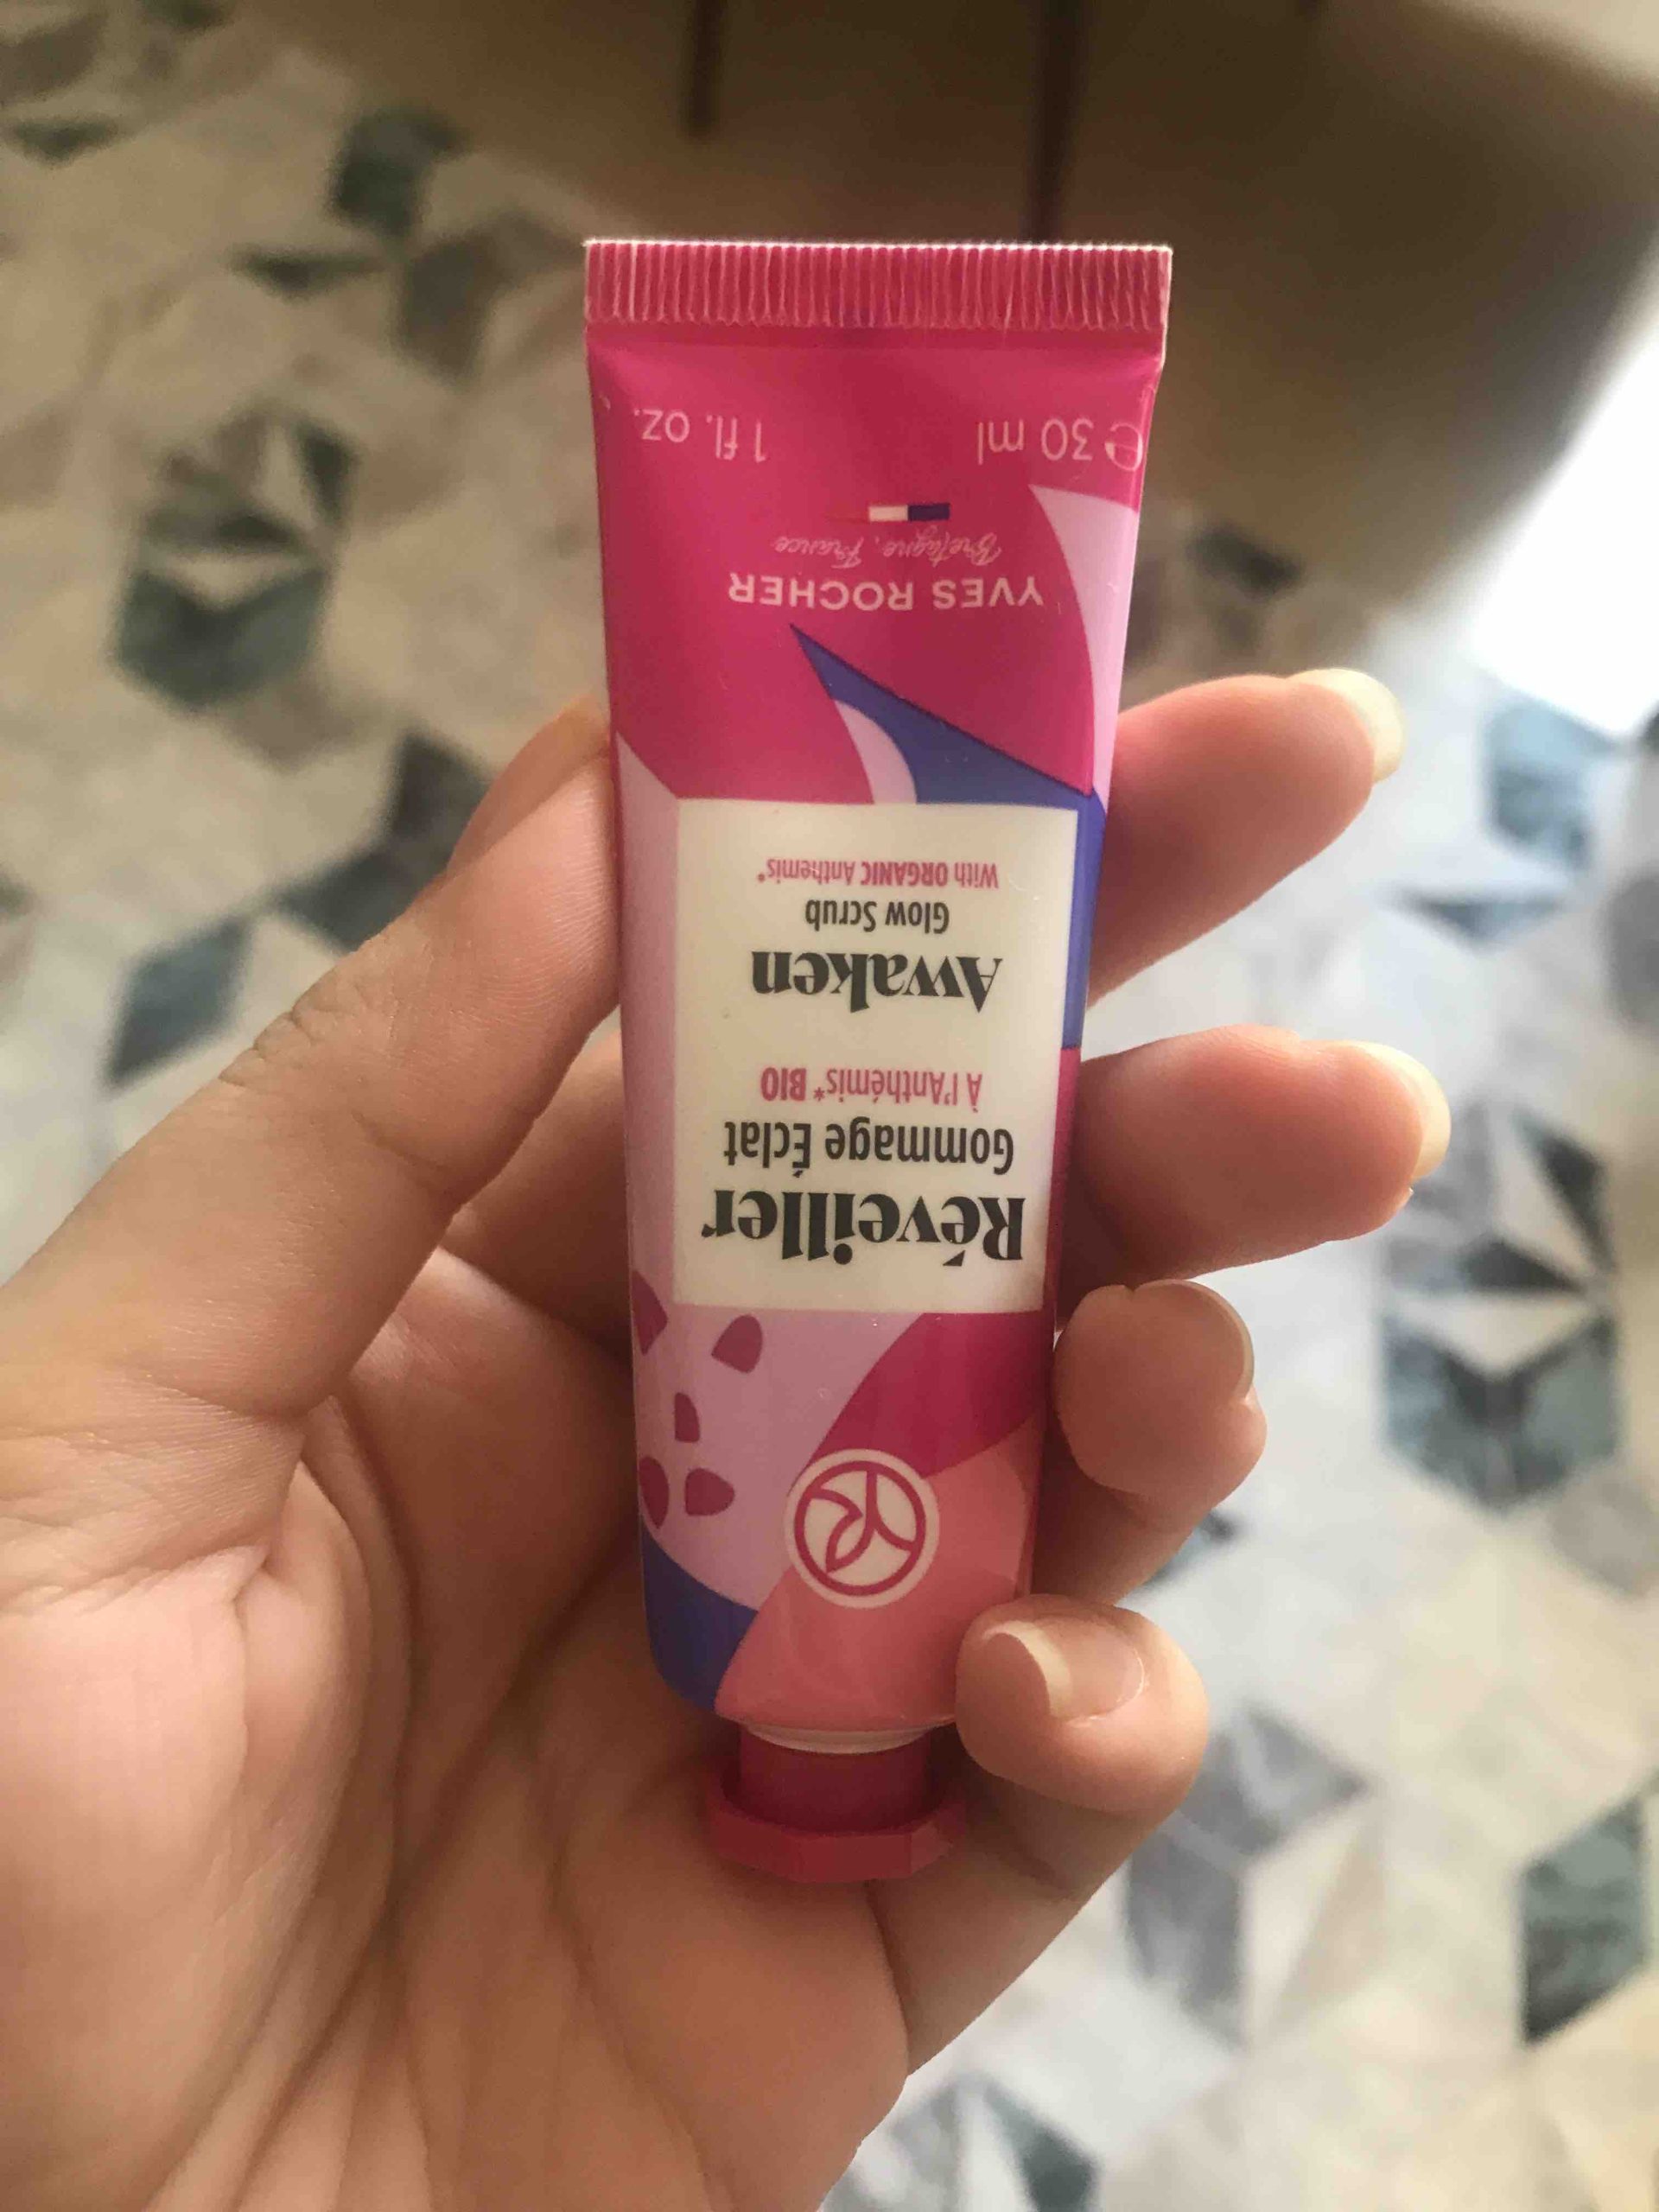 Réveiller
Gommage Éclat
À l'Anthémis* BIO
Awaken
Glow Scrub
With ORGANIC Anthemis*
YVES ROCHER
Bretagne, France
℮ 30 ml 1 fl. oz.